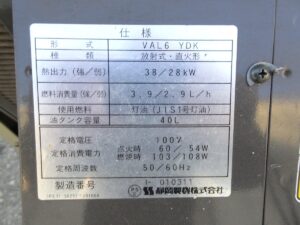 仕様
形式 VAL6 YDK
種類 放射式・直火形
熱出力(強/弱) 38/28kW
燃料消費量(強/弱) 3.9/2.9L/h
使用燃料 灯油(JIS1号灯油)
油タンク容量 40L
定格電圧 100V
定格消費電力 点火時 60/54W
燃焼時 103/108W
定格周波数 50/60Hz
製造番号 1- 010311
静岡製機株式会社